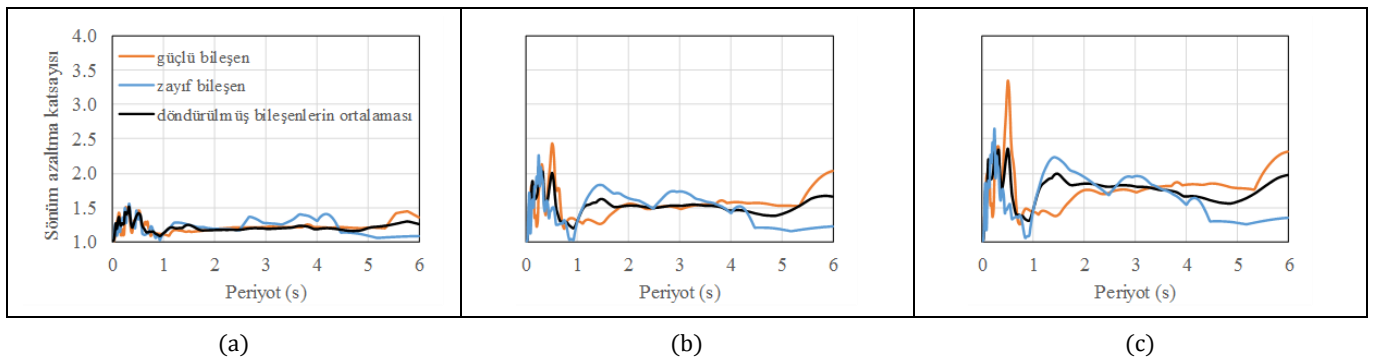 Sönüm azaltma katsayısı
4.0
3.5
3.0
2.5
2.0
1.5
1.0
güçlü bileşen
zayıf bileşen
döndürülmüş bileşenlerin ortalaması
0 1 2 3 4 5 6
Periyot (s)
0 1 2 3 4 5 6
Periyot (s)
0 1 2 3 4 5 6
Periyot (s)
(a)
(b)
(c)